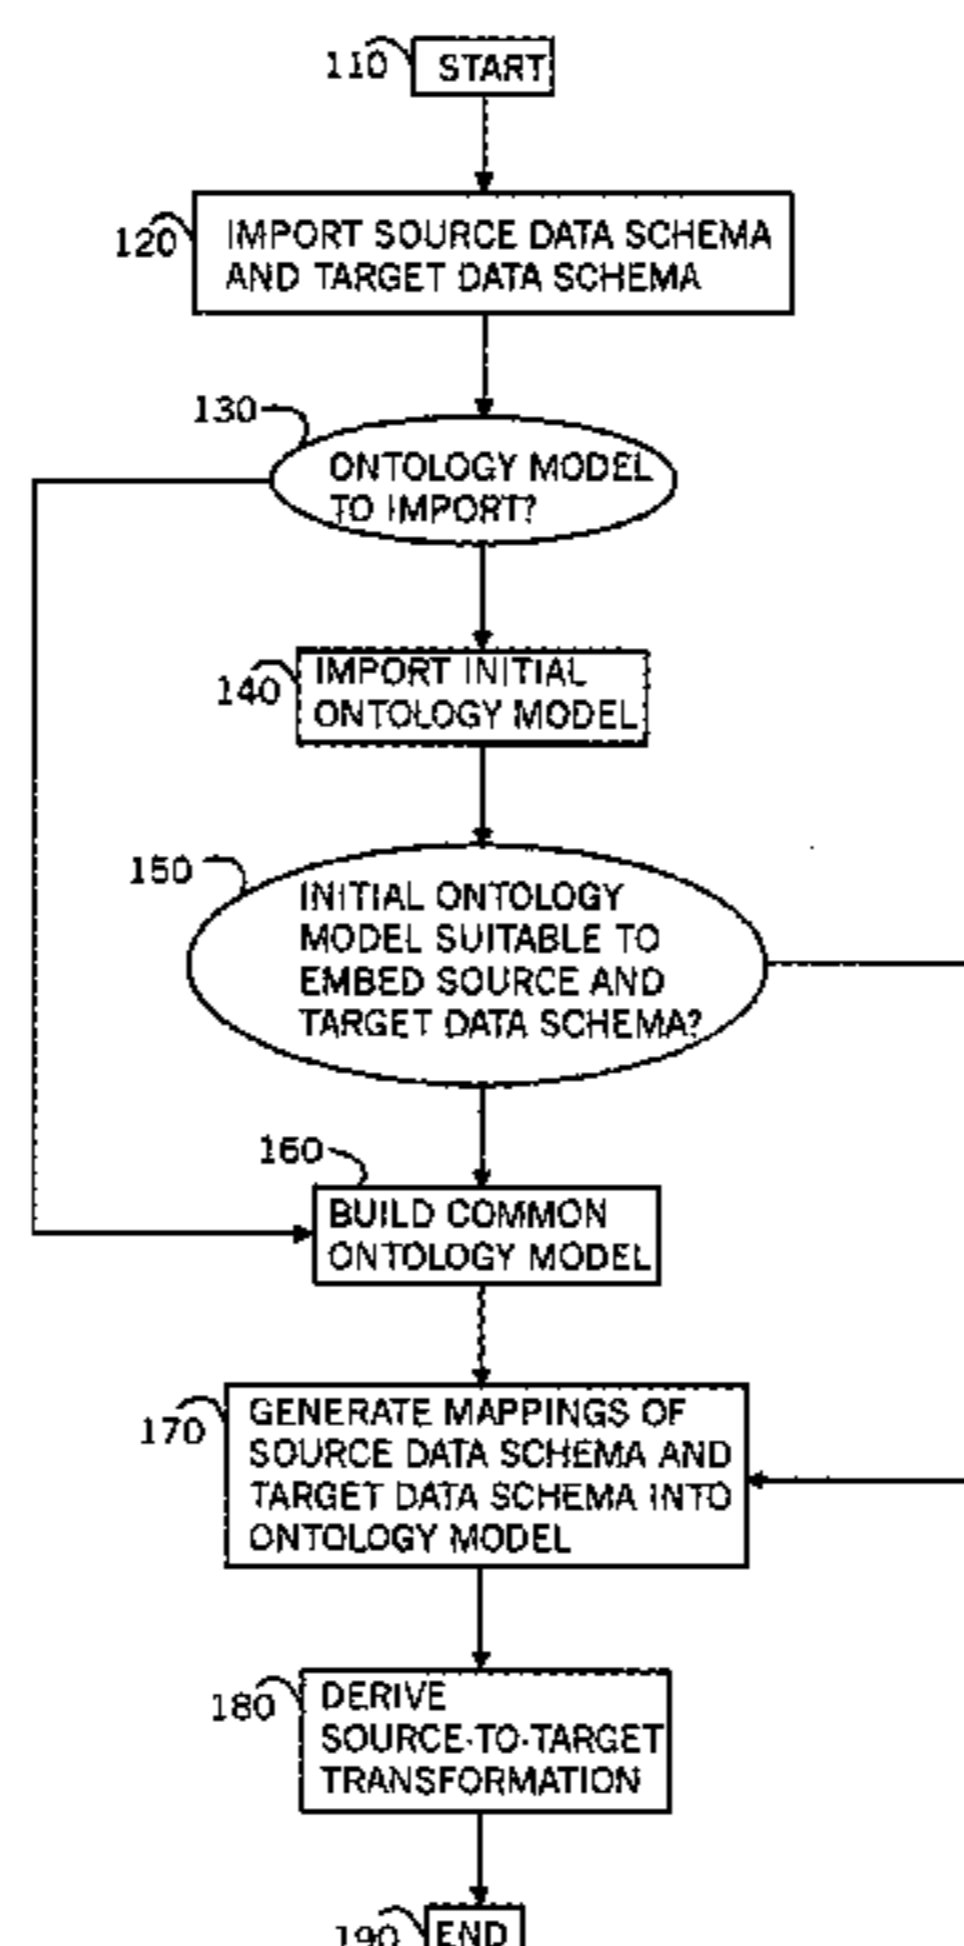 110
START
120
IMPORT SOURCE DATA SCHEMA
AND TARGET DATA SCHEMA
130
ONTOLOGY MODEL
TO IMPORT?
140
IMPORT INITIAL
ONTOLOGY MODEL
150
INITIAL ONTOLOGY
MODEL SUITABLE TO
EMBED SOURCE AND
TARGET DATA SCHEMA?
160
BUILD COMMON
ONTOLOGY MODEL
170
GENERATE MAPPINGS OF
SOURCE DATA SCHEMA AND
TARGET DATA SCHEMA INTO
ONTOLOGY MODEL
180
DERIVE
SOURCE-TO-TARGET
TRANSFORMATION
190
END